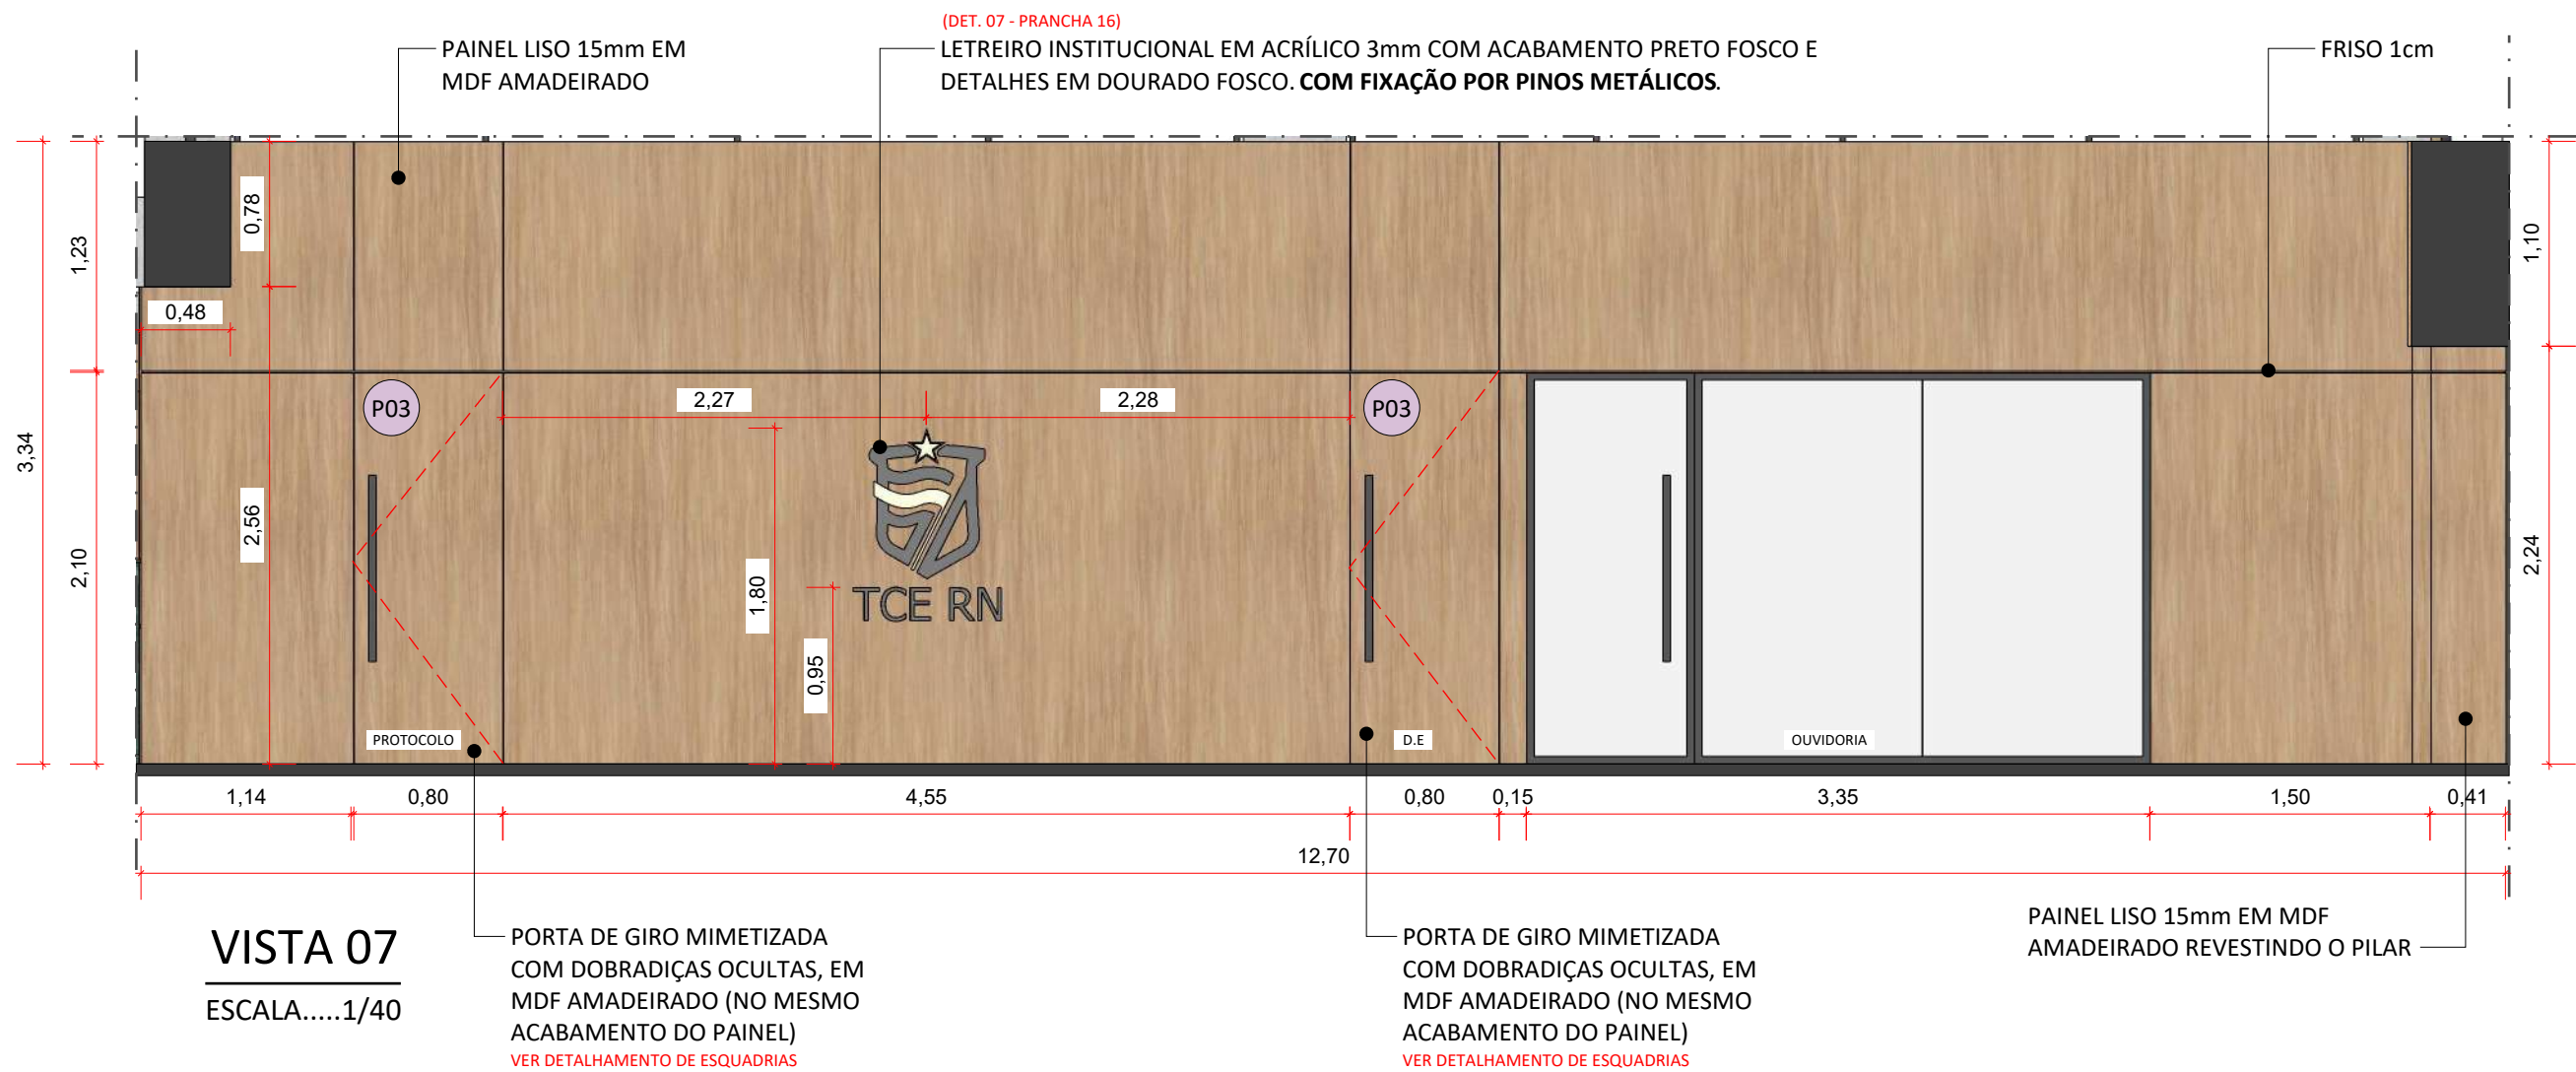 (DET. 07 - PRANCHA 16)
PAINEL LISO 15mm EM
MDF AMADEIRADO
LETREIRO INSTITUCIONAL EM ACRÍLICO 3mm COM ACABAMENTO PRETO FOSCO E
DETALHES EM DOURADO FOSCO. COM FIXAÇÃO POR PINOS METÁLICOS.
FRISO 1cm
0,78
1,23
1,10
0,48
P03
2,27
2,28
P03
3,34
2,56
2,10
1,80
0,95
2,24
TCE RN
PROTOCOLO
D.E
OUVIDORIA
1,14
0,80
4,55
0,80
0,15
3,35
1,50
0,41
12,70
VISTA 07
ESCALA.....1/40
PORTA DE GIRO MIMETIZADA
COM DOBRADIÇAS OCULTAS, EM
MDF AMADEIRADO (NO MESMO
ACABAMENTO DO PAINEL)
VER DETALHAMENTO DE ESQUADRIAS
PORTA DE GIRO MIMETIZADA
COM DOBRADIÇAS OCULTAS, EM
MDF AMADEIRADO (NO MESMO
ACABAMENTO DO PAINEL)
VER DETALHAMENTO DE ESQUADRIAS
PAINEL LISO 15mm EM MDF
AMADEIRADO REVESTINDO O PILAR